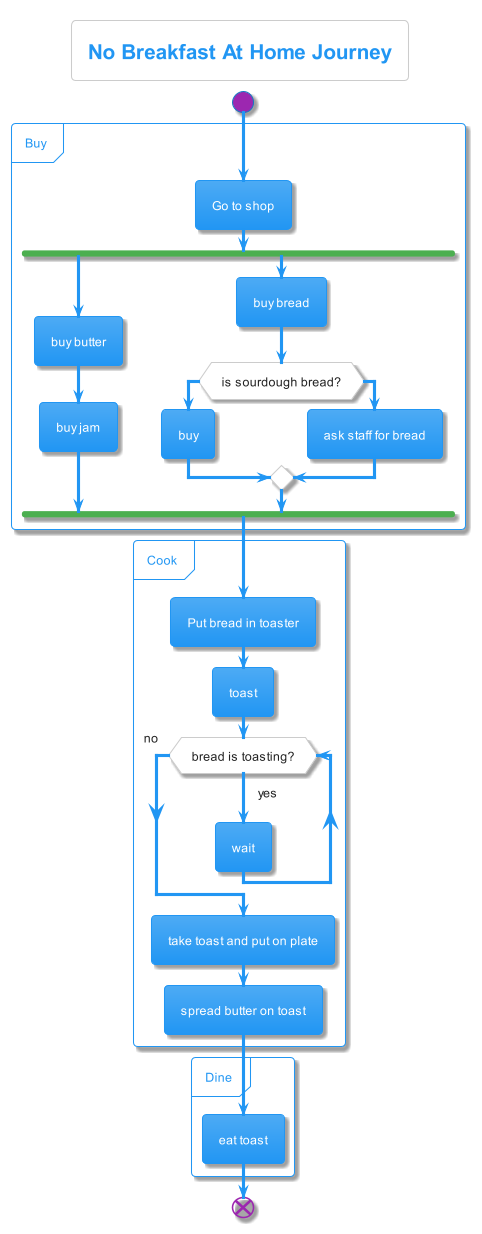 No Breakfast At Home Journey
Buy
Go to shop
buy bread
buy butter
is sourdough bread?
buy jam
buy
ask staff for bread
Cook
Put bread in toaster
toast
no
bread is toasting?
yes
wait
take toast and put on plate
spread butter on toast
Dine
eat toast